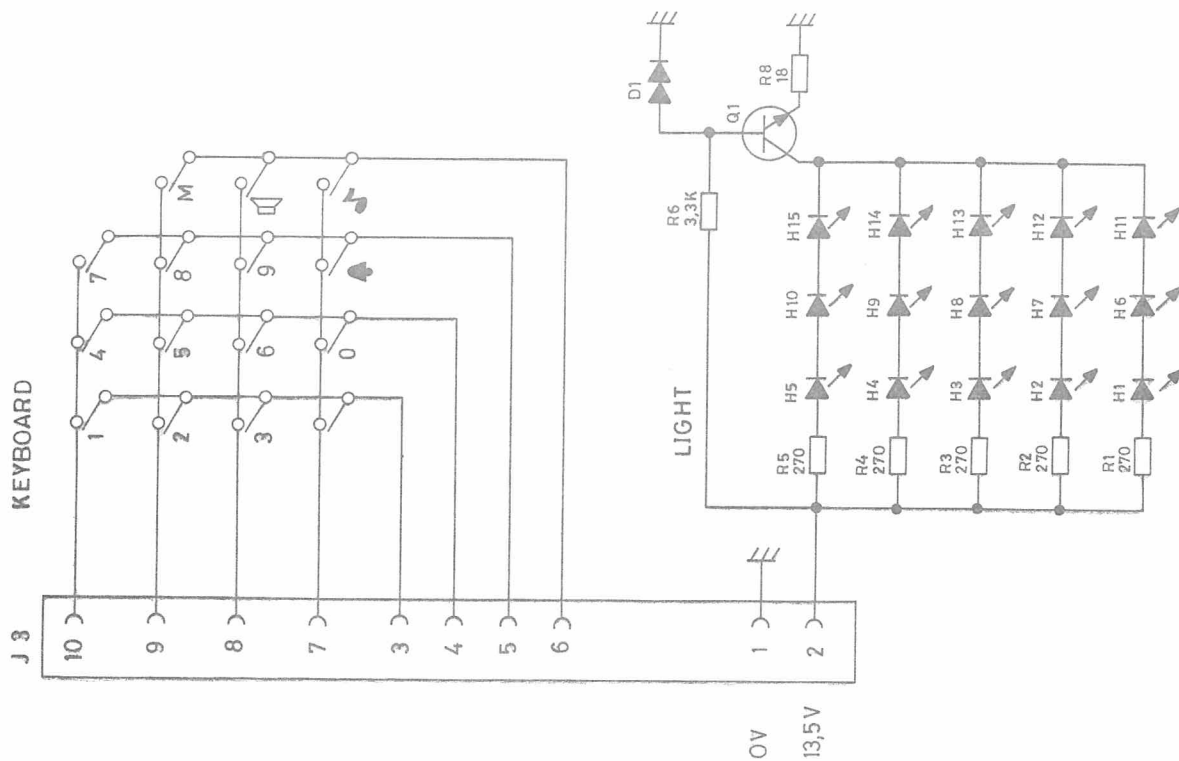 KEYBOARD
J3
10
9
8
7
3
4
5
6
1
2
0V
13,5V
1
2
3
4
5
6
0
7
8
9
M
LIGHT
D1
Q1
R8
18
R6
3,3K
R5
270
R4
270
R3
270
R2
270
R1
270
H5
H10
H15
H4
H9
H14
H3
H8
H13
H2
H7
H12
H1
H6
H11